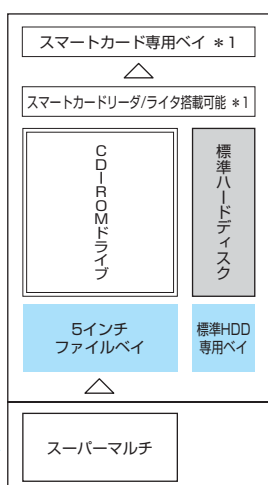 スマートカード専用ベイ *1
スマートカードリーダ/ライタ搭載可能 *1
CD-ROMドライブ
標準ハードディスク
5インチ
ファイルベイ
標準HDD
専用ベイ
スーパーマルチ